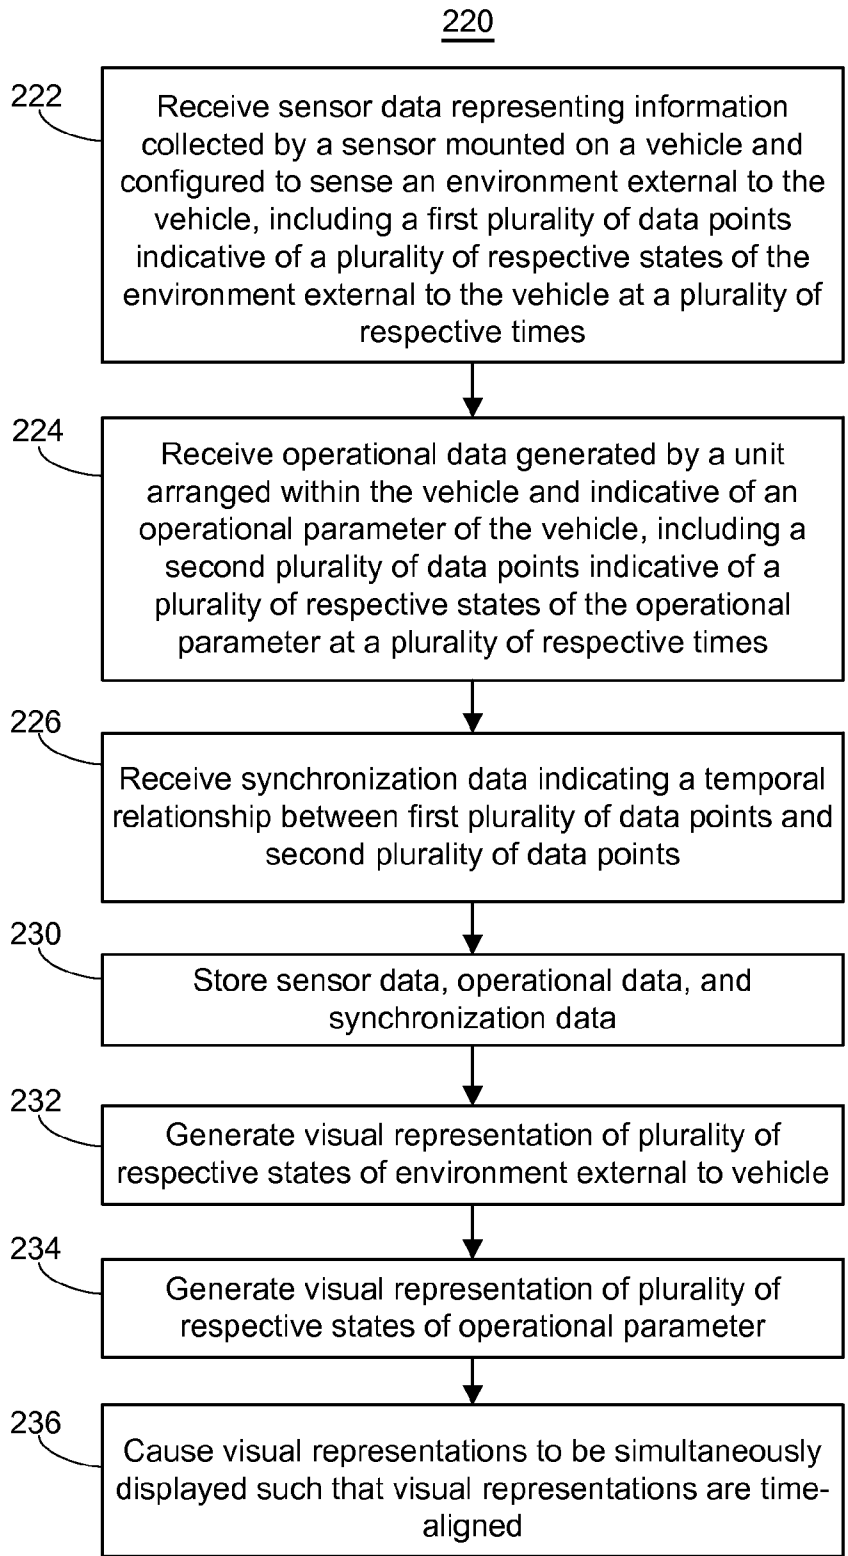 220
222
Receive sensor data representing information
collected by a sensor mounted on a vehicle and
configured to sense an environment external to the
vehicle, including a first plurality of data points
indicative of a plurality of respective states of the
environment external to the vehicle at a plurality of
respective times
224
Receive operational data generated by a unit
arranged within the vehicle and indicative of an
operational parameter of the vehicle, including a
second plurality of data points indicative of a
plurality of respective states of the operational
parameter at a plurality of respective times
226
Receive synchronization data indicating a temporal
relationship between first plurality of data points and
second plurality of data points
230
Store sensor data, operational data, and
synchronization data
232
Generate visual representation of plurality of
respective states of environment external to vehicle
234
Generate visual representation of plurality of
respective states of operational parameter
236
Cause visual representations to be simultaneously
displayed such that visual representations are time-
aligned